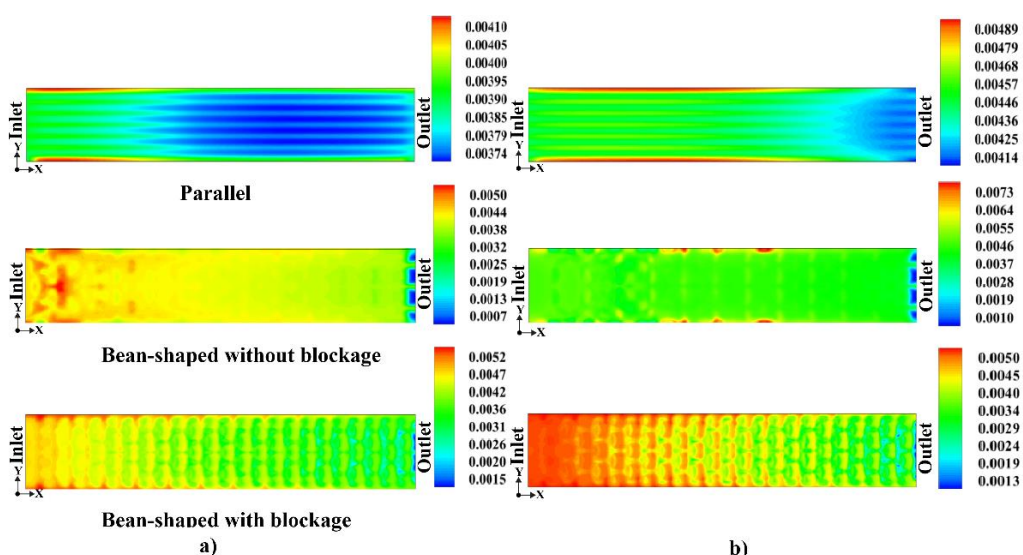 0.00410
0.00405
0.00400
0.00395
0.00390
0.00384
0.00379
0.00374
Inlet
Outlet
Y
X
Parallel
0.00489
0.00479
0.00468
0.00457
0.00446
0.00435
0.00425
0.00414
Inlet
Outlet
Y
X
0.0050
0.0044
0.0038
0.0032
0.0025
0.0019
0.0013
0.0007
Inlet
Outlet
Y
X
Bean-shaped without blockage
0.0073
0.0064
0.0055
0.0046
0.0037
0.0028
0.0019
0.0010
Inlet
Outlet
Y
X
0.0052
0.0047
0.0042
0.0036
0.0031
0.0026
0.0020
0.0015
Inlet
Outlet
Y
X
Bean-shaped with blockage
a)
0.0050
0.0045
0.0040
0.0034
0.0029
0.0024
0.0019
0.0013
Inlet
Outlet
Y
X
b)